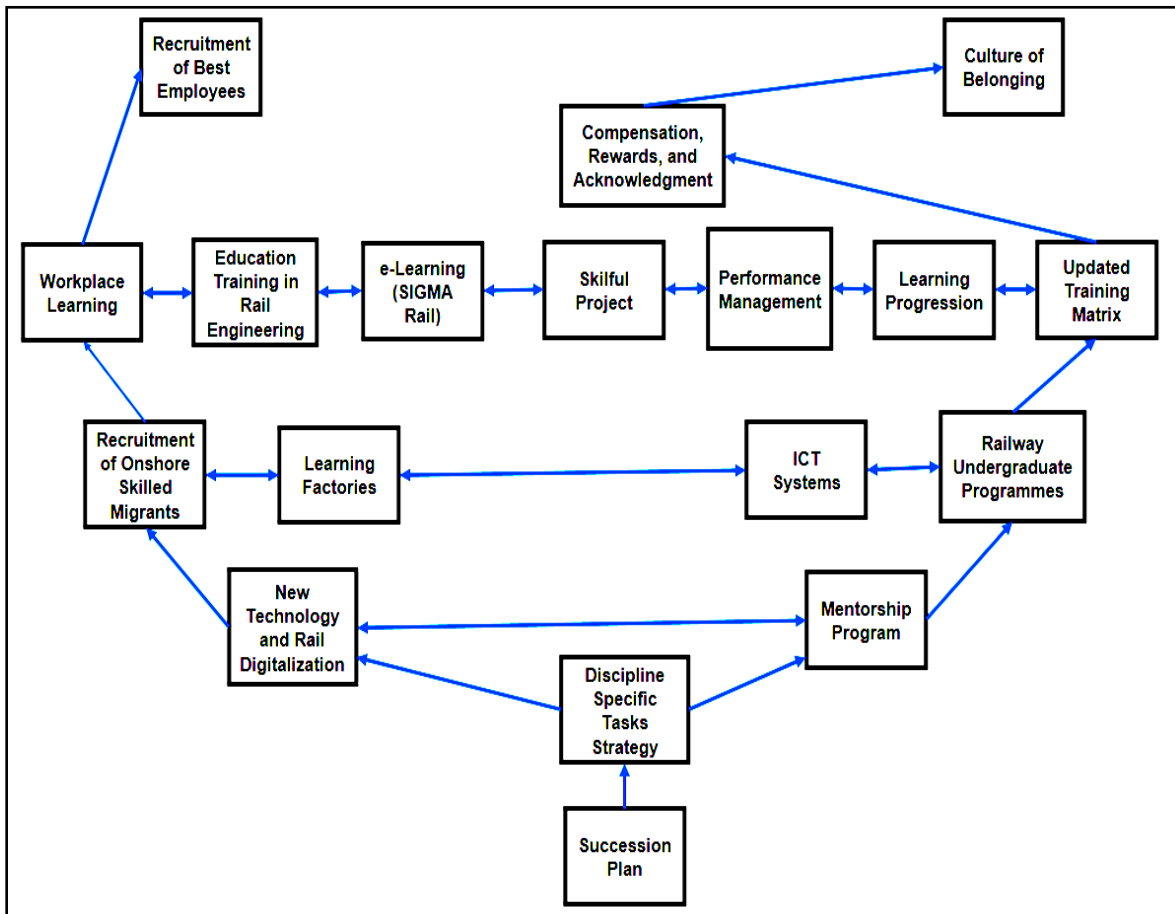 Recruitment
of Best
Employees
Culture of
Belonging
Compensation,
Rewards, and
Acknowledgment
Workplace
Learning
Education
Training in
Rail
Engineering
e-Learning
(SIGMA
Rail)
Skilful
Project
Performance
Management
Learning
Progression
Updated
Training
Matrix
Recruitment
of Onshore
Skilled
Migrants
Learning
Factories
ICT
Systems
Railway
Undergraduate
Programmes
New
Technology
and Rail
Digitalization
Mentorship
Program
Discipline
Specific
Tasks
Strategy
Succession
Plan